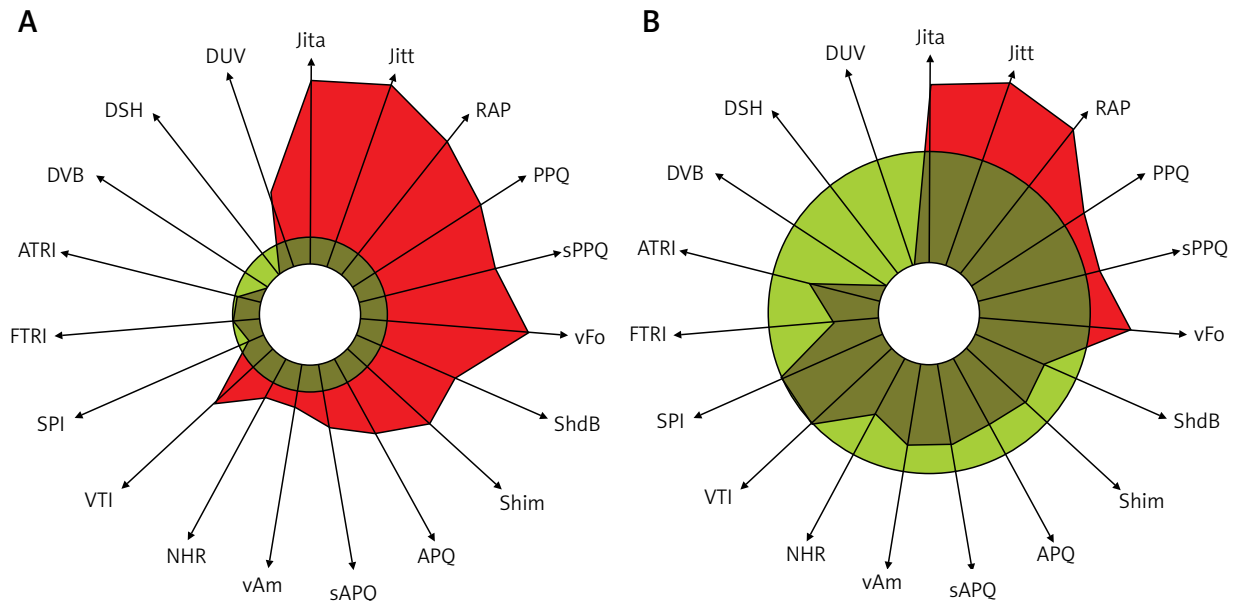 A
Jita
Jitt
RAP
PPQ
sPPQ
vFo
ShdB
Shim
APQ
sAPQ
vAm
NHR
VTI
SPI
FTRI
ATRI
DVB
DSH
DUV
B
Jita
Jitt
RAP
PPQ
sPPQ
vFo
ShdB
Shim
APQ
sAPQ
vAm
NHR
VTI
SPI
FTRI
ATRI
DVB
DSH
DUV